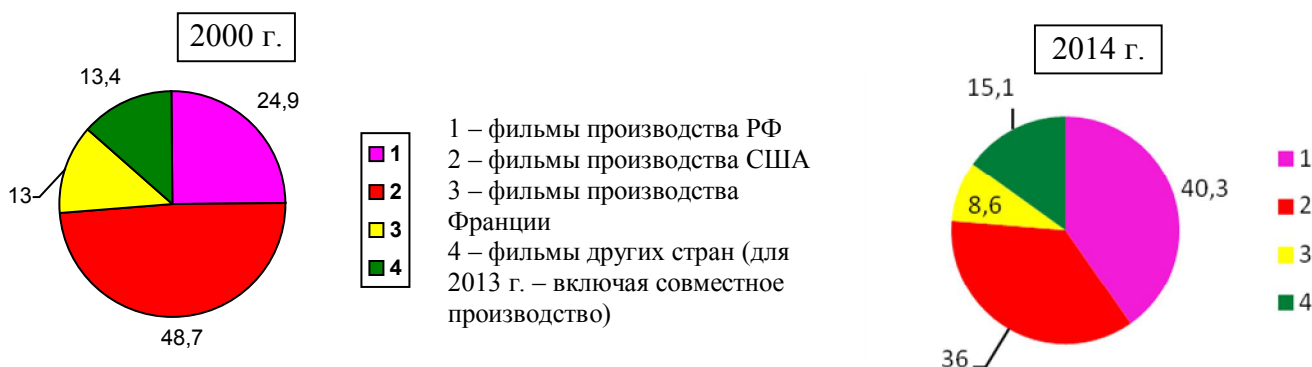 2000 г.
13,4
24,9
13
48,7
1
2
3
4
1 – фильмы производства РФ
2 – фильмы производства США
3 – фильмы производства
Франции
4 – фильмы других стран (для
2013 г. – включая совместное
производство)
2014 г.
15,1
40,3
8,6
36
1
2
3
4